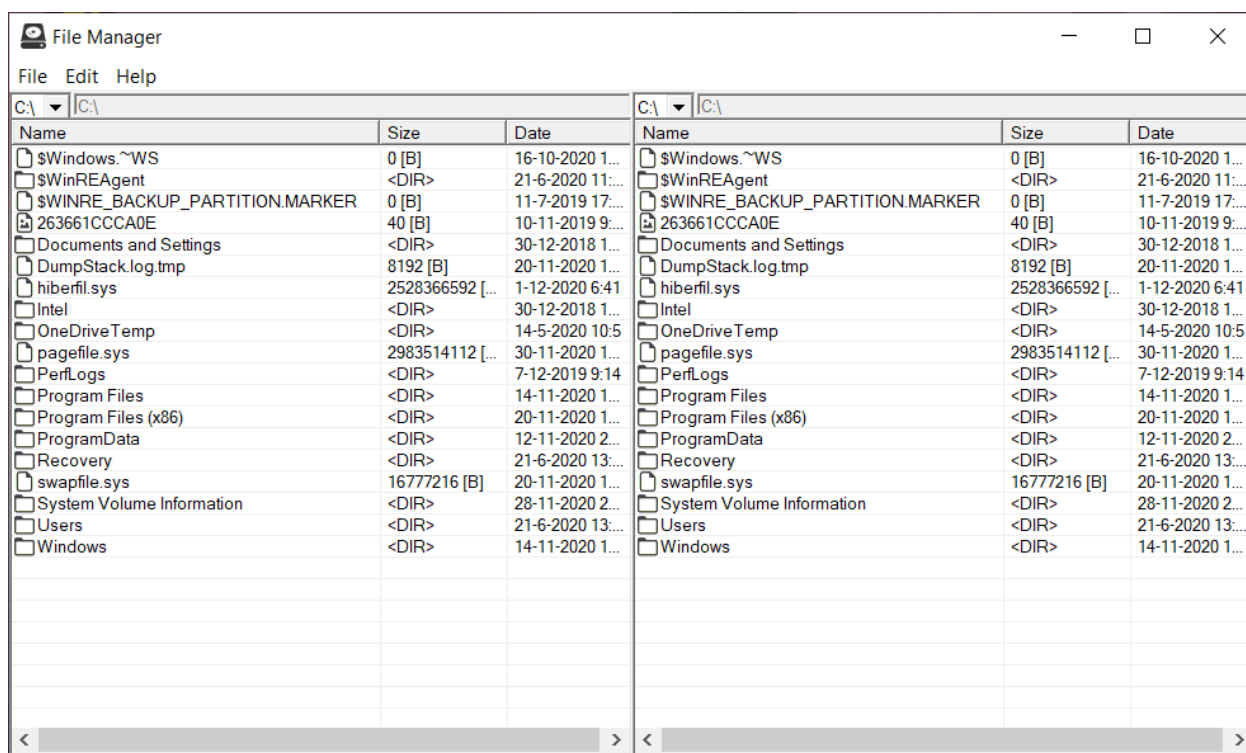 File Manager
File Edit Help
C:\ C:\
Name Size Date
$Windows.~WS 0 [B] 16-10-2020 1...
$WinREAgent <DIR> 21-6-2020 11:...
$WINRE_BACKUP_PARTITION.MARKER 0 [B] 11-7-2019 17:...
263661CCCA0E 40 [B] 10-11-2019 9:...
Documents and Settings <DIR> 30-12-2018 1...
DumpStack.log.tmp 8192 [B] 20-11-2020 1...
hiberfil.sys 2528366592 [... 1-12-2020 6:41
Intel <DIR> 30-12-2018 1...
OneDriveTemp <DIR> 14-5-2020 10:5
pagefile.sys 2983514112 [... 30-11-2020 1...
PerfLogs <DIR> 7-12-2019 9:14
Program Files <DIR> 14-11-2020 1...
Program Files (x86) <DIR> 20-11-2020 1...
ProgramData <DIR> 12-11-2020 2...
Recovery <DIR> 21-6-2020 13:...
swapfile.sys 16777216 [B] 20-11-2020 1...
System Volume Information <DIR> 28-11-2020 2...
Users <DIR> 21-6-2020 13:...
Windows <DIR> 14-11-2020 1...
C:\ C:\
Name Size Date
$Windows.~WS 0 [B] 16-10-2020 1...
$WinREAgent <DIR> 21-6-2020 11:...
$WINRE_BACKUP_PARTITION.MARKER 0 [B] 11-7-2019 17:...
263661CCCA0E 40 [B] 10-11-2019 9:...
Documents and Settings <DIR> 30-12-2018 1...
DumpStack.log.tmp 8192 [B] 20-11-2020 1...
hiberfil.sys 2528366592 [... 1-12-2020 6:41
Intel <DIR> 30-12-2018 1...
OneDriveTemp <DIR> 14-5-2020 10:5
pagefile.sys 2983514112 [... 30-11-2020 1...
PerfLogs <DIR> 7-12-2019 9:14
Program Files <DIR> 14-11-2020 1...
Program Files (x86) <DIR> 20-11-2020 1...
ProgramData <DIR> 12-11-2020 2...
Recovery <DIR> 21-6-2020 13:...
swapfile.sys 16777216 [B] 20-11-2020 1...
System Volume Information <DIR> 28-11-2020 2...
Users <DIR> 21-6-2020 13:...
Windows <DIR> 14-11-2020 1...